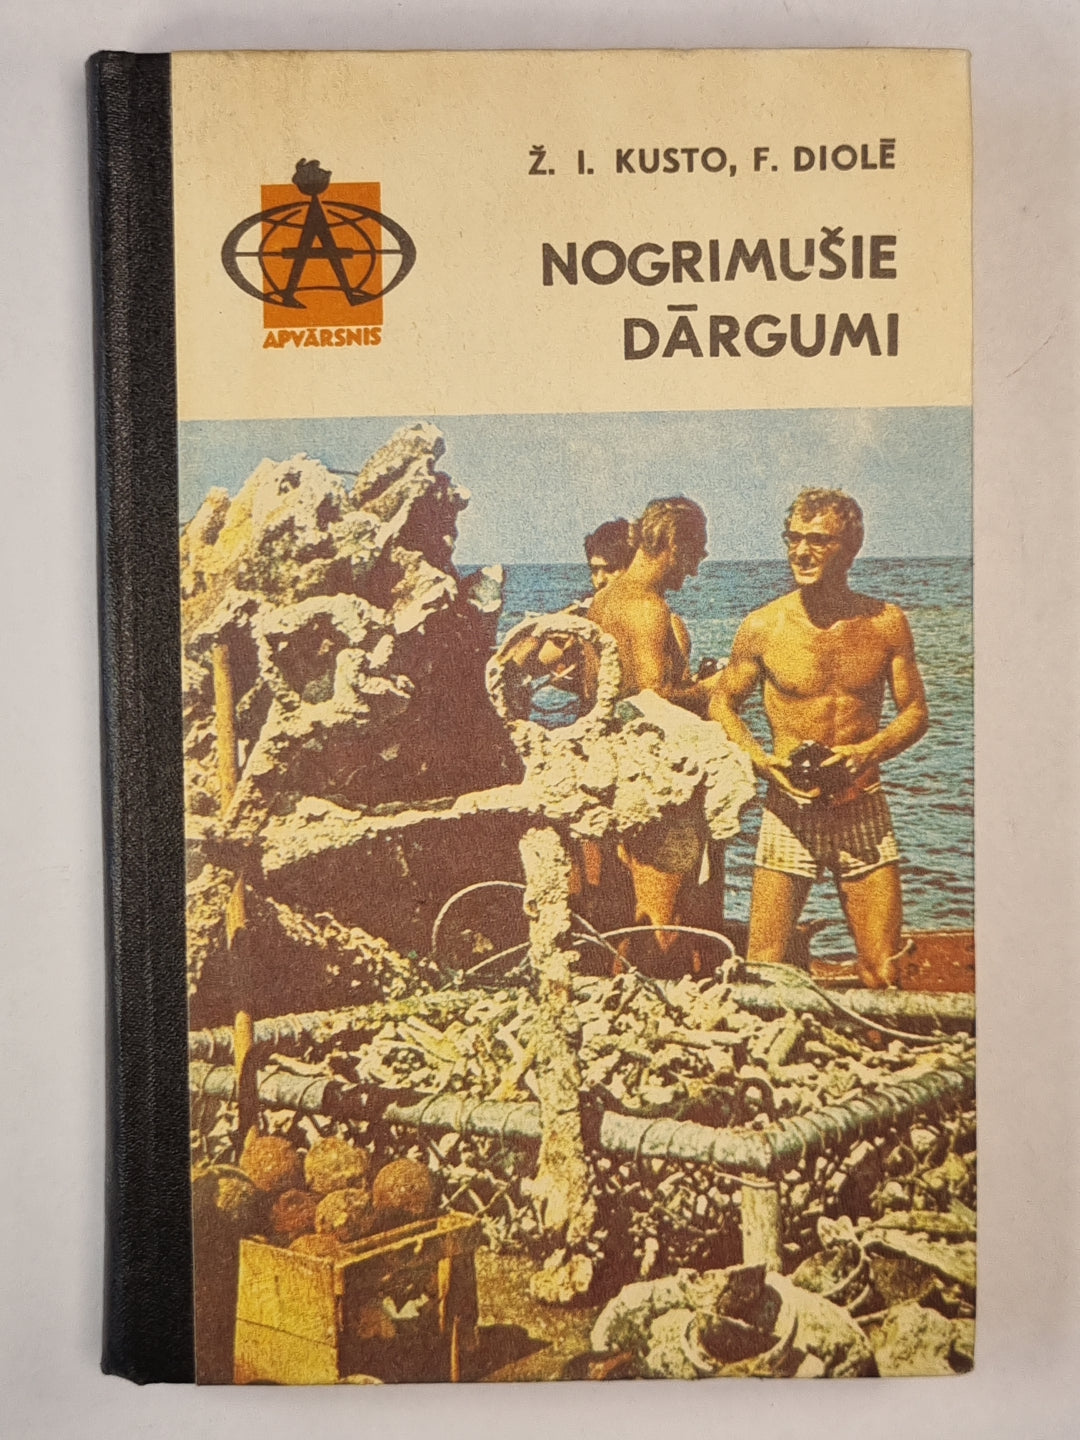 Ž. I. KUSTO, F. DIOLĒ
NOGRIMUŠIE
DĀRGUMI
A
APVĀRSNIS